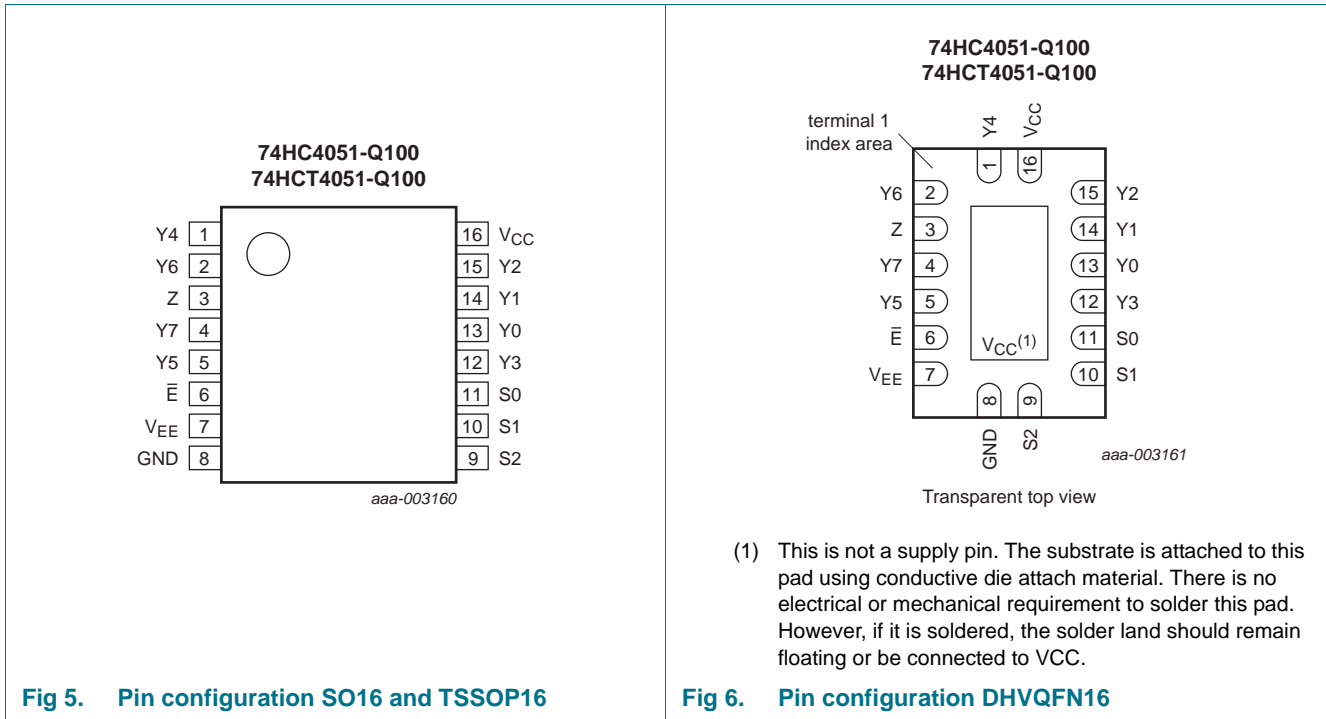 74HC4051-Q100
74HCT4051-Q100
Y4 1
Y6 2
Z 3
Y7 4
Y5 5
E̅ 6
VEE 7
GND 8
16 VCC
15 Y2
14 Y1
13 Y0
12 Y3
11 S0
10 S1
9 S2
aaa-003160
Fig 5. Pin configuration SO16 and TSSOP16
74HC4051-Q100
74HCT4051-Q100
terminal 1
index area
Y4
VCC
1
16
Y6 2
Z 3
Y7 4
Y5 5
E̅ 6
VEE 7
15 Y2
14 Y1
13 Y0
12 Y3
11 S0
10 S1
VCC(1)
8
9
GND
S2
aaa-003161
Transparent top view
(1) This is not a supply pin. The substrate is attached to this
pad using conductive die attach material. There is no
electrical or mechanical requirement to solder this pad.
However, if it is soldered, the solder land should remain
floating or be connected to VCC.
Fig 6. Pin configuration DHVQFN16